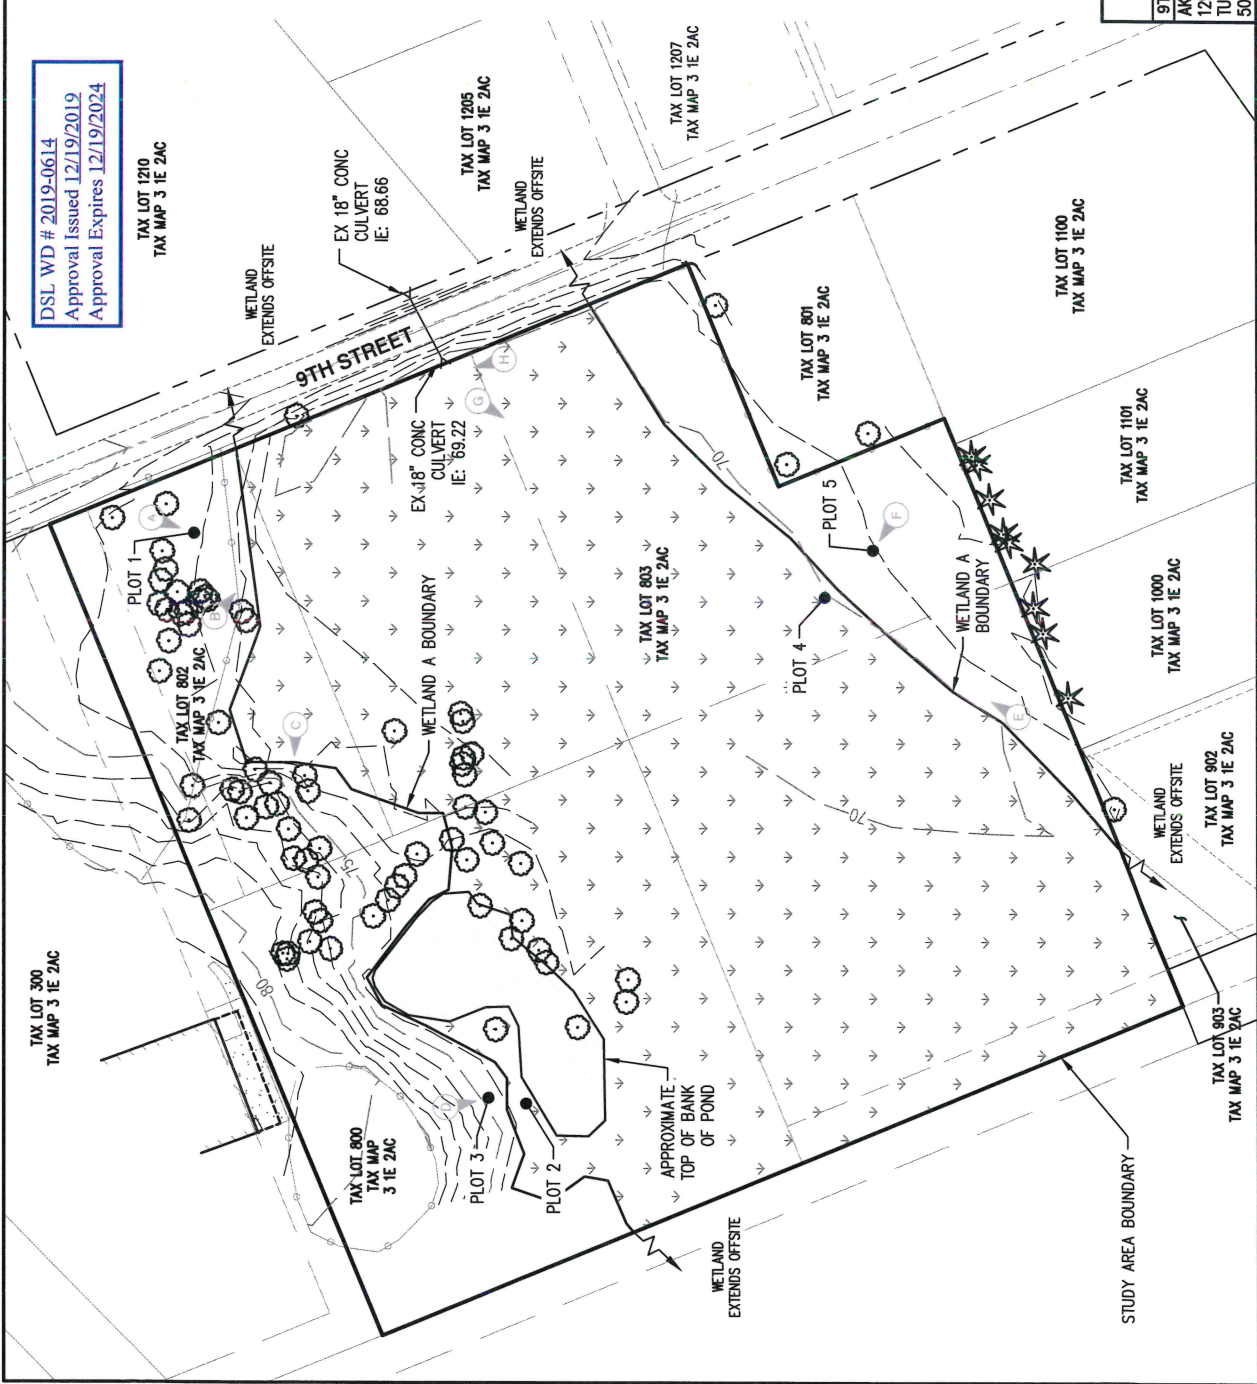 DSL WD # 2019-0614
Approval Issued 12/19/2019
Approval Expires 12/19/2024
TAX LOT 1210
TAX MAP 3 1E 2AC
EX 18" CONC
CULVERT
IE: 68.66
TAX LOT 1205
TAX MAP 3 1E 2AC
TAX LOT 1207
TAX MAP 3 1E 2AC
WETLAND
EXTENDS OFFSITE
WETLAND
EXTENDS OFFSITE
9TH STREET
EX 18" CONC
CULVERT
IE: 69.22
H
G
A
PLOT 1
B
TAX LOT 802
TAX MAP 3 1E 2AC
C
WETLAND A BOUNDARY
TAX LOT 803
TAX MAP 3 1E 2AC
70
PLOT 5
F
PLOT 4
TAX LOT 801
TAX MAP 3 1E 2AC
TAX LOT 1100
TAX MAP 3 1E 2AC
TAX LOT 1101
TAX MAP 3 1E 2AC
WETLAND A
BOUNDARY
E
TAX LOT 1000
TAX MAP 3 1E 2AC
70
75
80
TAX LOT 300
TAX MAP 3 1E 2AC
WETLAND
EXTENDS OFFSITE
TAX LOT 902
TAX MAP 3 1E 2AC
TAX LOT 903
TAX MAP 3 1E 2AC
TAX LOT 800
TAX MAP
3 1E 2AC
D
PLOT 3
PLOT 2
APPROXIMATE
TOP OF BANK
OF POND
WETLAND
EXTENDS OFFSITE
STUDY AREA BOUNDARY
9T
AK
12
TU
50